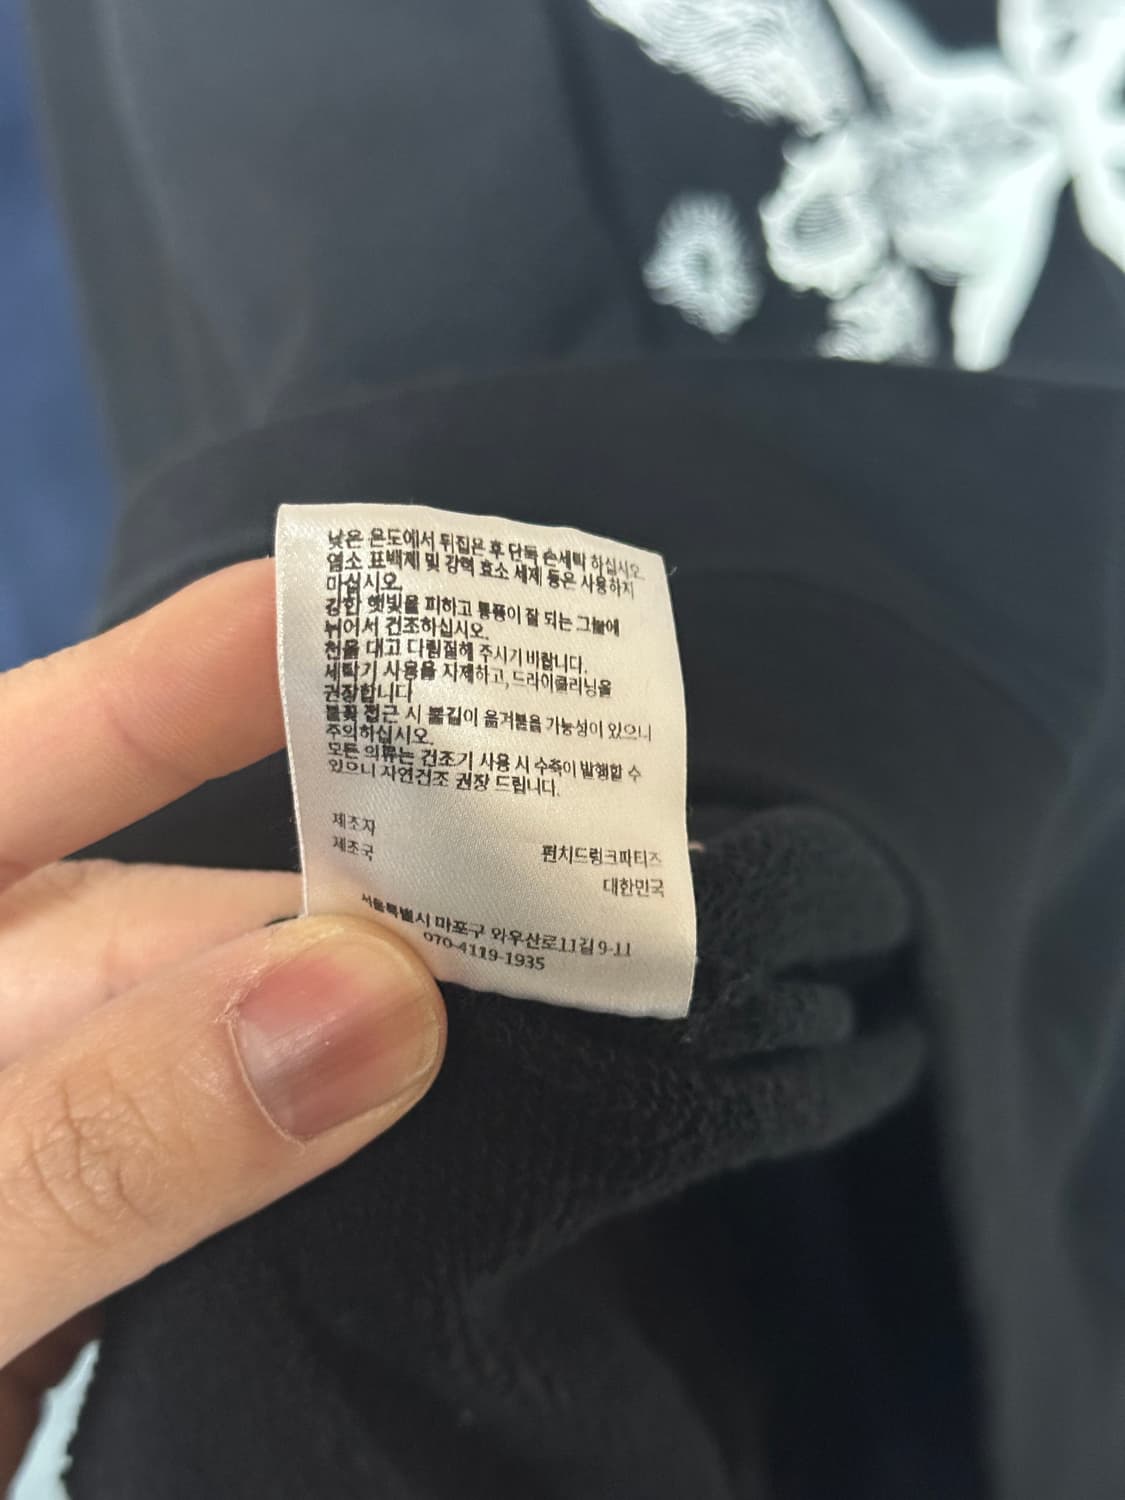 낮은 온도에서 뒤집은 후 단독 손세탁 하십시오.
염소 표백제 및 강력 효소 세제 등은 사용하지
마십시오.
강한 햇빛을 피하고 통풍이 잘 되는 그늘에
뉘어서 건조하십시오.
천을 대고 다림질해 주시기 바랍니다.
세탁기 사용을 자제하고, 드라이클리닝을
권장합니다
불꽃 접근 시 불길이 옮겨붙을 가능성이 있으니
주의하십시오.
모든 의류는 건조기 사용 시 수축이 발행할 수
있으니 자연건조 권장 드립니다.
제조자
펀치드렁크파티즈
제조국
대한민국
서울특별시 마포구 와우산로11길 9-11
070-4119-1935